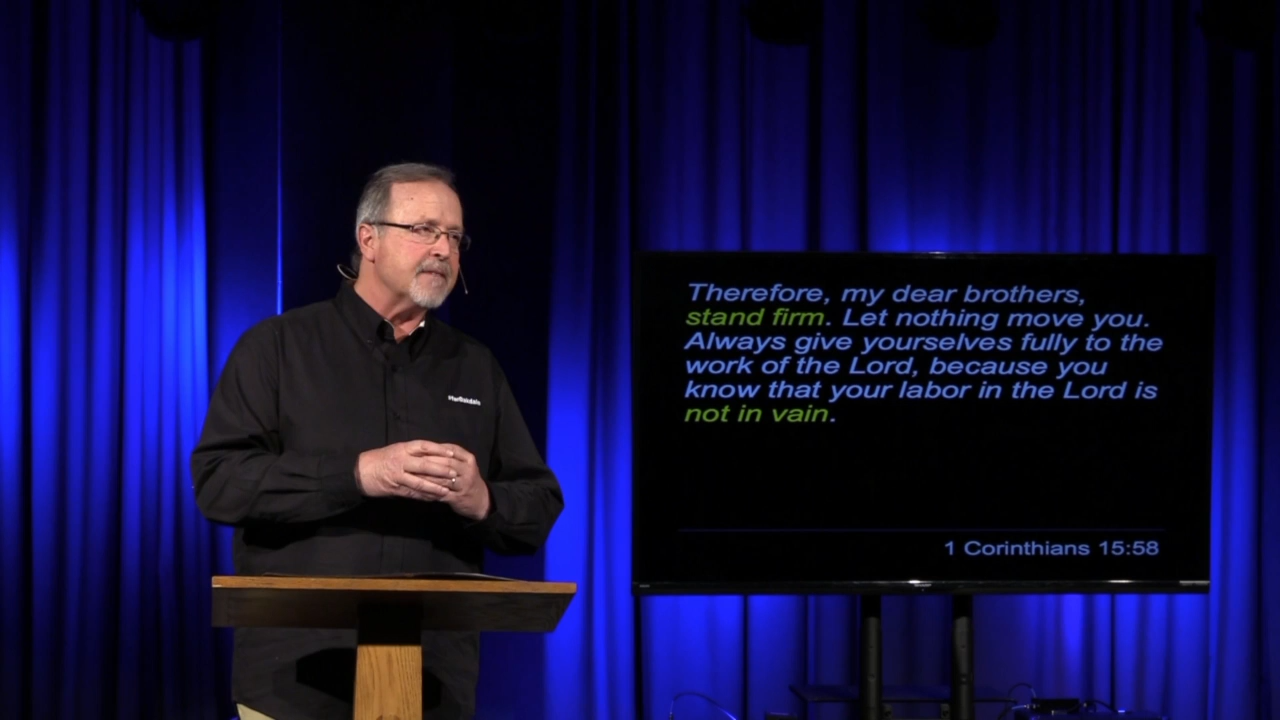 Therefore, my dear brothers,
stand firm. Let nothing move you.
Always give yourselves fully to the
work of the Lord, because you
know that your labor in the Lord is
not in vain.
1 Corinthians 15:58